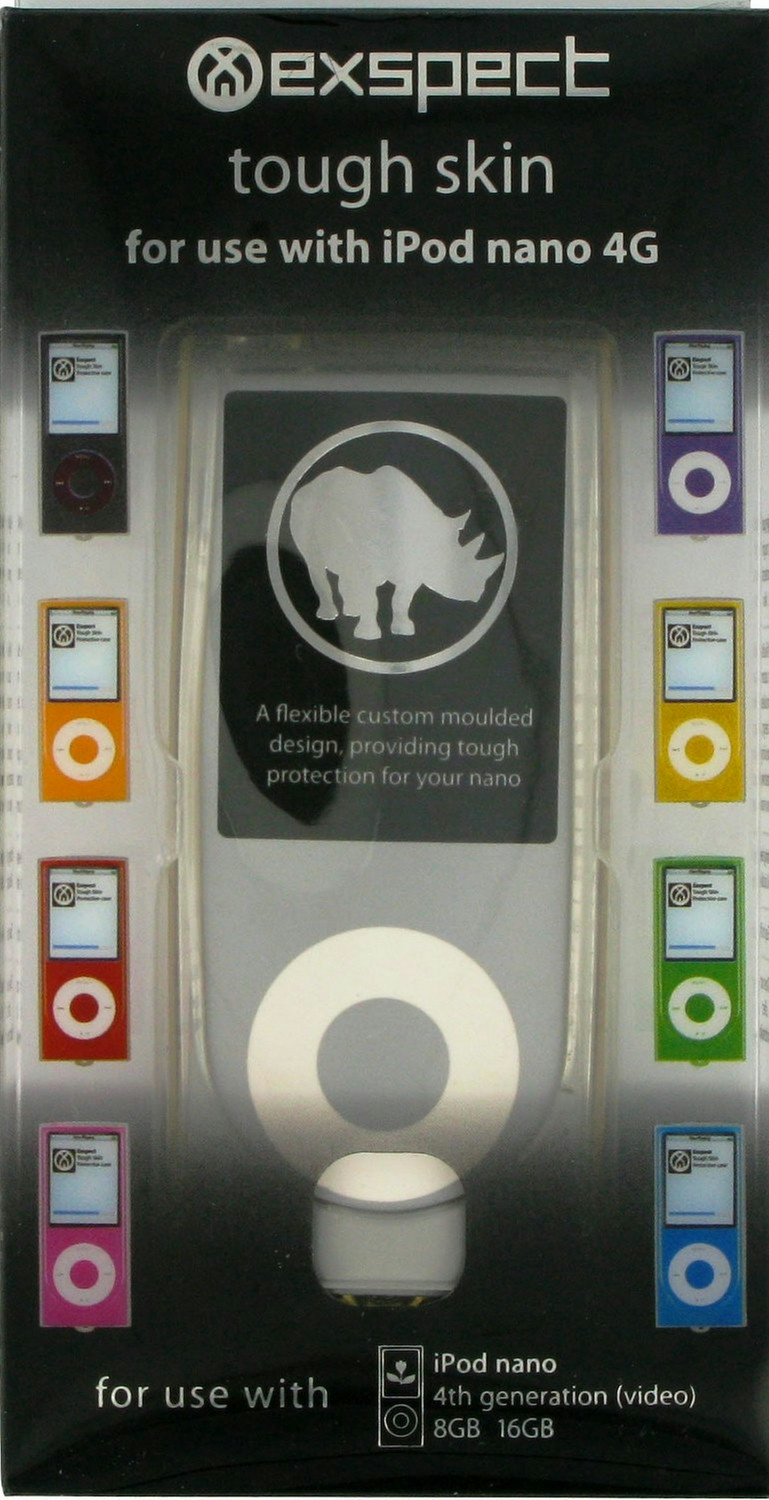 exspect
tough skin
for use with iPod nano 4G
A flexible custom moulded
design, providing tough
protection for your nano
for use with
iPod nano
4th generation (video)
8GB 16GB